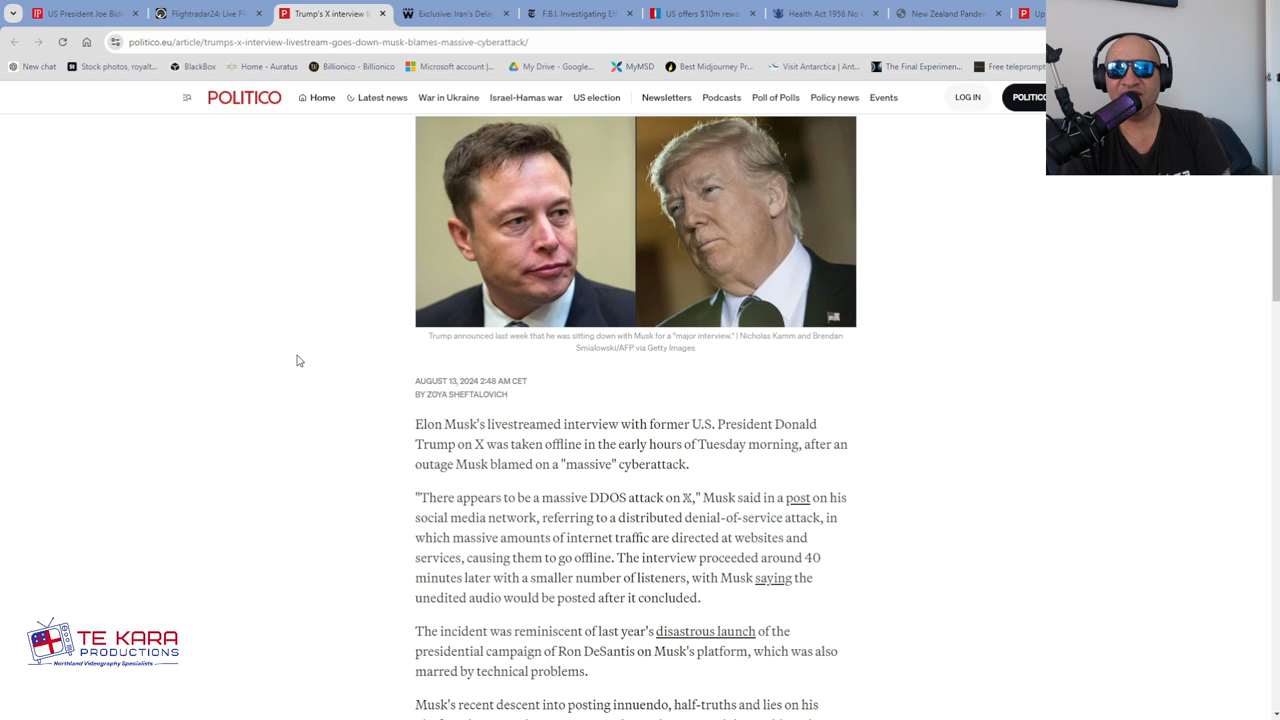 US President Joe Bid
Flightradar24: Live Fl
Trump's X interview li
Exclusive: Iran's Dela
F.B.I. Investigating Ef
US offers $10m rewa
Health Act 1956 No 6
New Zealand Pandem
Up
politico.eu/article/trumps-x-interview-livestream-goes-down-musk-blames-massive-cyberattack/
New chat
Stock photos, royalt...
BlackBox
Home - Auratus
Billionico - Billionico
Microsoft account |...
My Drive - Google...
MyMSD
Best Midjourney Pr...
Visit Antarctica | Ant...
The Final Experimen...
Free teleprompt
POLITICO
Home
Latest news
War in Ukraine
Israel-Hamas war
US election
Newsletters
Podcasts
Poll of Polls
Policy news
Events
LOG IN
POLITICO
Trump announced last week that he was sitting down with Musk for a "major interview." | Nicholas Kamm and Brendan
Smialowski/AFP via Getty Images
AUGUST 13, 2024 2:48 AM CET
BY ZOYA SHEFTALOVICH
Elon Musk's livestreamed interview with former U.S. President Donald
Trump on X was taken offline in the early hours of Tuesday morning, after an
outage Musk blamed on a "massive" cyberattack.
"There appears to be a massive DDOS attack on 𝕏," Musk said in a post on his
social media network, referring to a distributed denial-of-service attack, in
which massive amounts of internet traffic are directed at websites and
services, causing them to go offline. The interview proceeded around 40
minutes later with a smaller number of listeners, with Musk saying the
unedited audio would be posted after it concluded.
The incident was reminiscent of last year's disastrous launch of the
presidential campaign of Ron DeSantis on Musk's platform, which was also
marred by technical problems.
Musk's recent descent into posting innuendo, half-truths and lies on his
TE KARA
PRODUCTIONS
Northland Videography Specialists